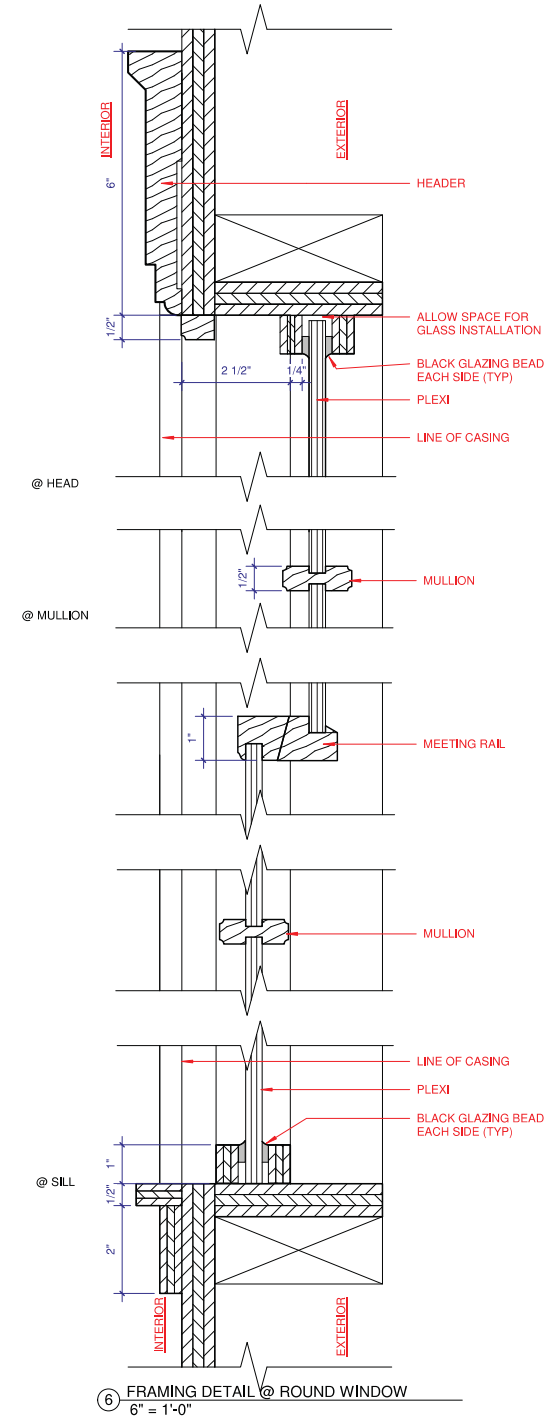 INTERIOR
EXTERIOR
6"
HEADER
1/2"
ALLOW SPACE FOR
GLASS INSTALLATION
BLACK GLAZING BEAD
EACH SIDE (TYP)
2 1/2"
1/4"
PLEXI
LINE OF CASING
@ HEAD
1/2"
MULLION
@ MULLION
1"
MEETING RAIL
MULLION
LINE OF CASING
PLEXI
BLACK GLAZING BEAD
EACH SIDE (TYP)
1"
@ SILL
1/2"
2"
INTERIOR
EXTERIOR
6 FRAMING DETAIL @ ROUND WINDOW
6" = 1'-0"